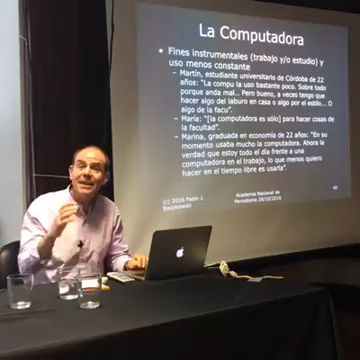 La Computadora
• Fines instrumentales (trabajo y/o estudio) y
uso menos constante
– Martín, estudiante universitario de Córdoba de 22
años: "La compu la uso bastante poco. Sobre todo
porque anda mal... Pero bueno, a veces tengo que
hacer algo del laburo en casa o algo por el estilo... O
algo de la facu".
– María: "[la computadora es sólo] para hacer cosas de
la facultad".
– Marina, graduada en economía de 22 años: "En su
momento usaba mucho la computadora. Ahora la
verdad que estoy todo el día frente a una
computadora en el trabajo, lo que menos quiero
hacer en el tiempo libre es usarla".
(c) 2016 Pablo J.
Boczkowski
Academia Nacional de
Periodismo 26/10/2016